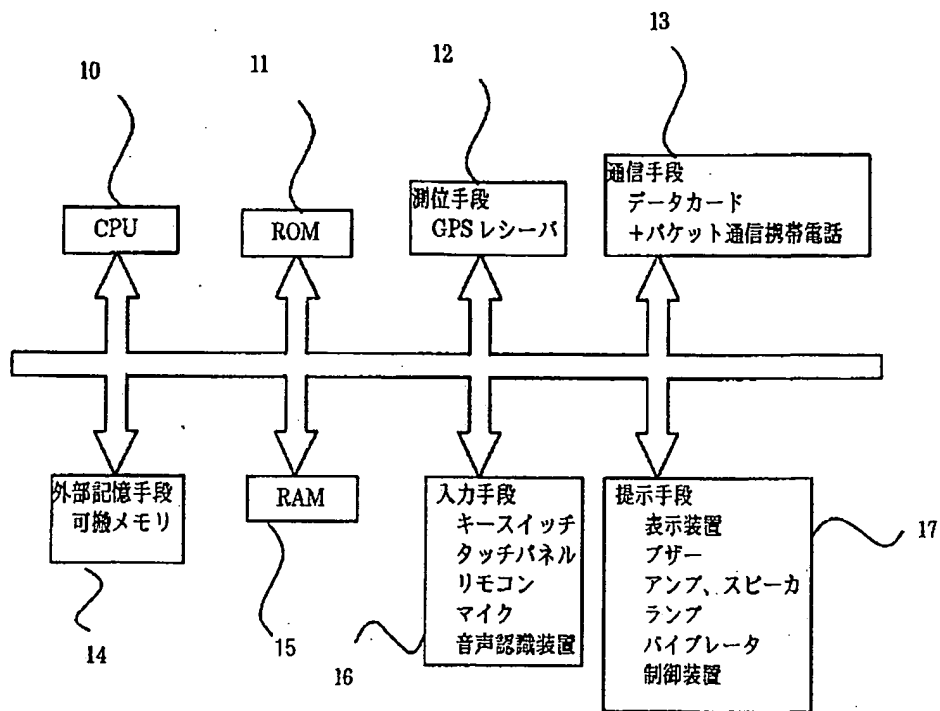 10
11
12
13
CPU
ROM
測位手段
GPSレシーバ
通信手段
データカード
+パケット通信携帯電話
外部記憶手段
可搬メモリ
RAM
入力手段
キースイッチ
タッチパネル
リモコン
マイク
音声認識装置
提示手段
表示装置
ブザー
アンプ、スピーカ
ランプ
バイブレータ
制御装置
14
15
16
17